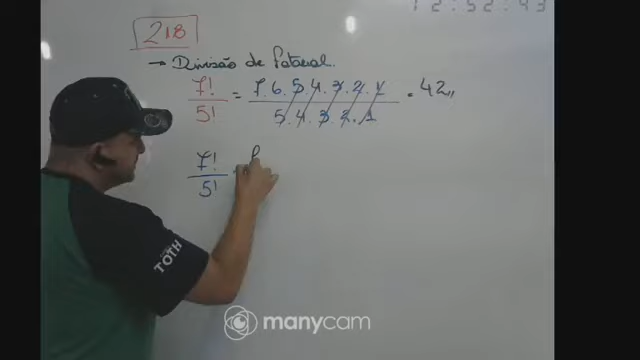 12:52:43
218
→ Divisão de Fatorial.
7!/5! = 7.6.5.4.3.2.1 / 5.4.3.2.1 = 42,,
7!/5! =
TÓTH
manycam